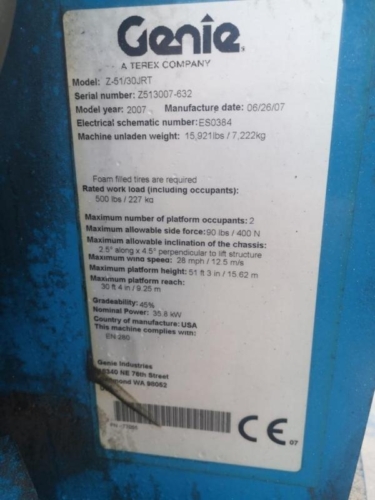 Genie
A TEREX COMPANY
Model: Z-51/30JRT
Serial number: Z513007-632
Model year: 2007 Manufacture date: 06/26/07
Electrical schematic number: ES0384
Machine unladen weight: 15,921lbs / 7,222kg
Foam filled tires are required
Rated work load (including occupants):
500 lbs / 227 kg
Maximum number of platform occupants: 2
Maximum allowable side force: 90 lbs / 400 N
Maximum allowable inclination of the chassis:
2.5° along x 4.5° perpendicular to lift structure
Maximum wind speed: 28 mph / 12.5 m/s
Maximum platform height: 51 ft 3 in / 15.62 m
Maximum platform reach:
30 ft 4 in / 9.25 m
Gradeability: 45%
Nominal Power: 35.8 kW
Country of manufacture: USA
This machine complies with:
EN 280
Genie Industries
NE 76th Street
WA 98052
CE 07